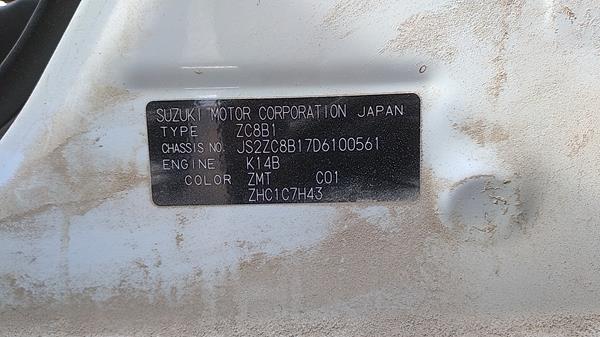 SUZUKI MOTOR CORPORATION JAPAN
TYPE ZC8B1
CHASSIS NO. JS2ZC8B17D6100561
ENGINE K14B
COLOR ZMT C01
ZHC1C7H43